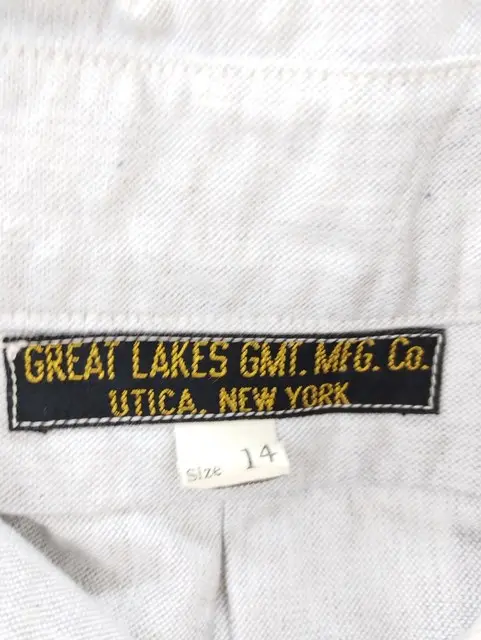 GREAT LAKES GMT. MFG. Co.
UTICA, NEW YORK
Size 14